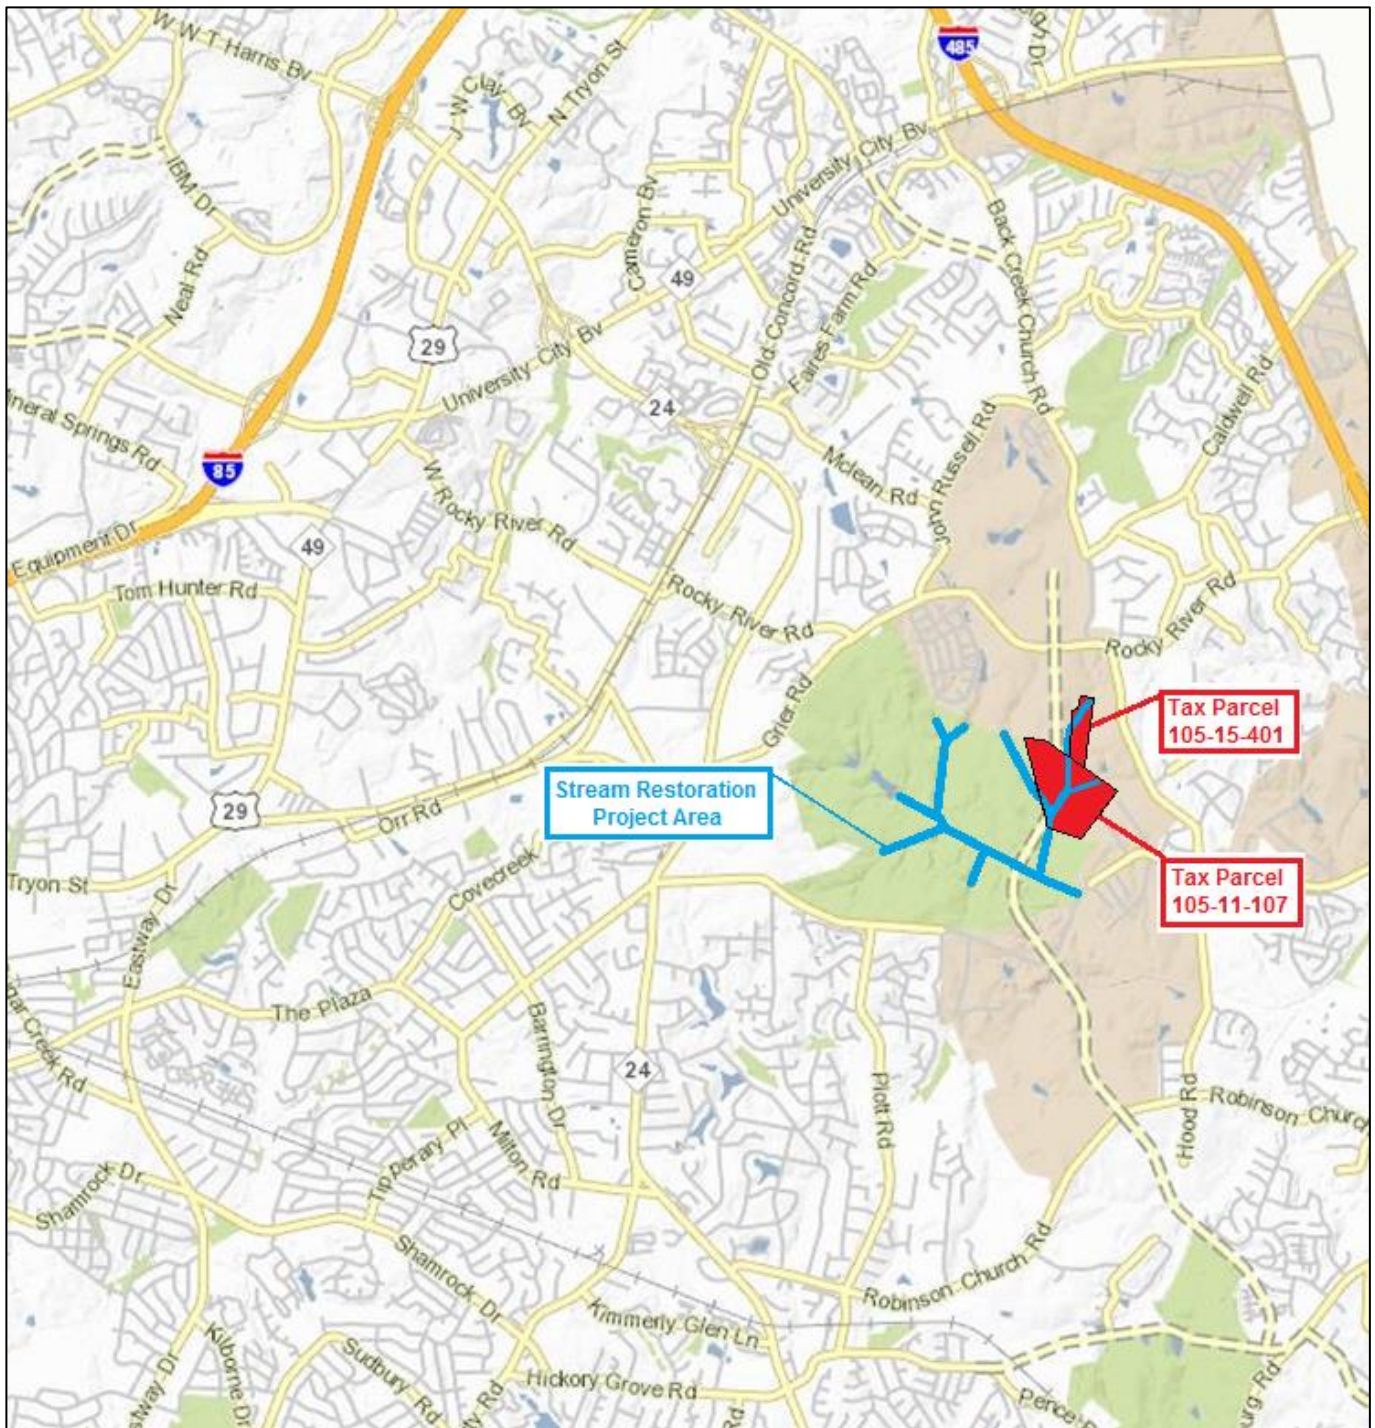 W W T Harris Bv
J W Clay Bv
N Tryon St
485
IBM Dr
University City Bv
Cameron Bv
Neal Rd
49
Old Concord Rd
Back Creek Church Rd
Faires Farm Rd
29
University City Bv
24
Caldwell Rd
85
W Rocky River Rd
Mclean Rd
John Russell Rd
Equipment Dr
49
Tom Hunter Rd
Rocky River Rd
Rocky River Rd
Grier Rd
Tax Parcel
105-15-401
Stream Restoration
Project Area
29
Orr Rd
Tax Parcel
105-11-107
Tryon St
Covecreek
Eastway Dr
The Plaza
Barrington Dr
24
Plott Rd
Hood Rd
Robinson Church
Milton Rd
Tipperary Pl
Shamrock Dr
Shamrock Dr
Robinson Church Rd
Kimmerly Glen Ln
Kilborne Dr
Sudbury Rd
Hickory Grove Rd
Rd